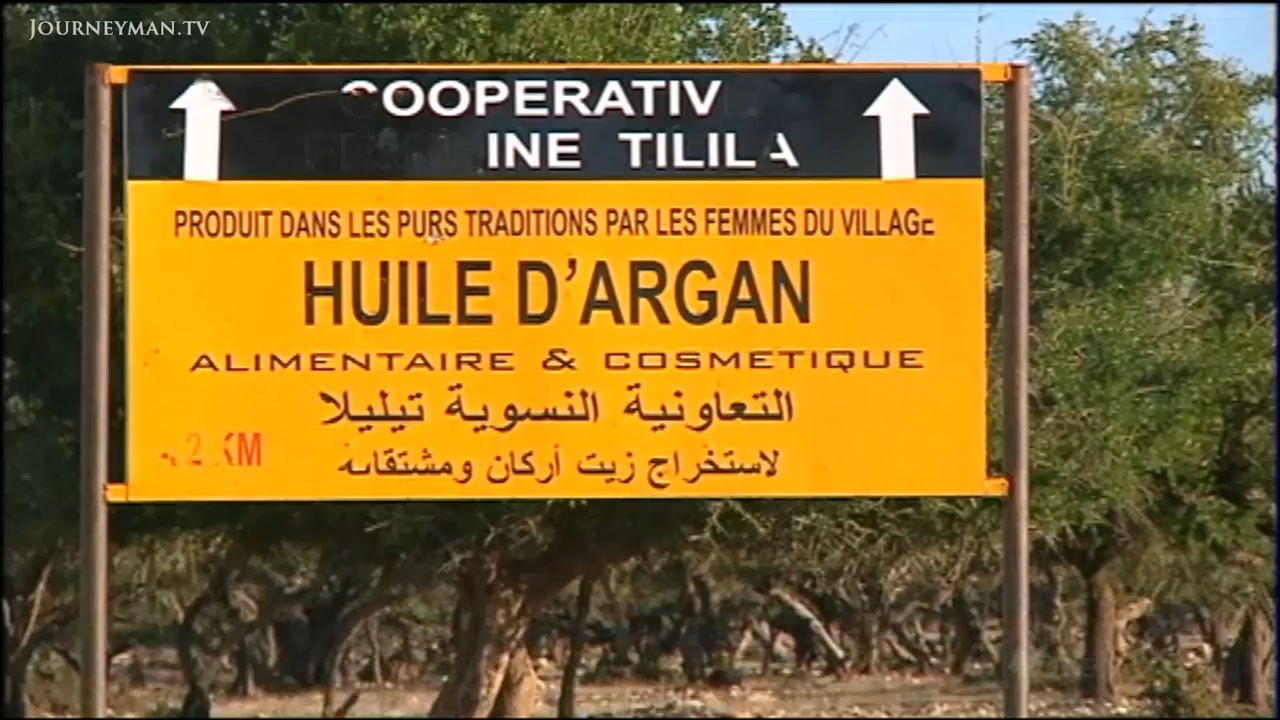 JOURNEYMAN.TV
COOPERATIV
INE TILILA
PRODUIT DANS LES PURS TRADITIONS PAR LES FEMMES DU VILLAGE
HUILE D'ARGAN
ALIMENTAIRE & COSMETIQUE
التعاونية النسوية تيليلا
2 KM
لاستخراج زيت أركان ومشتقاته